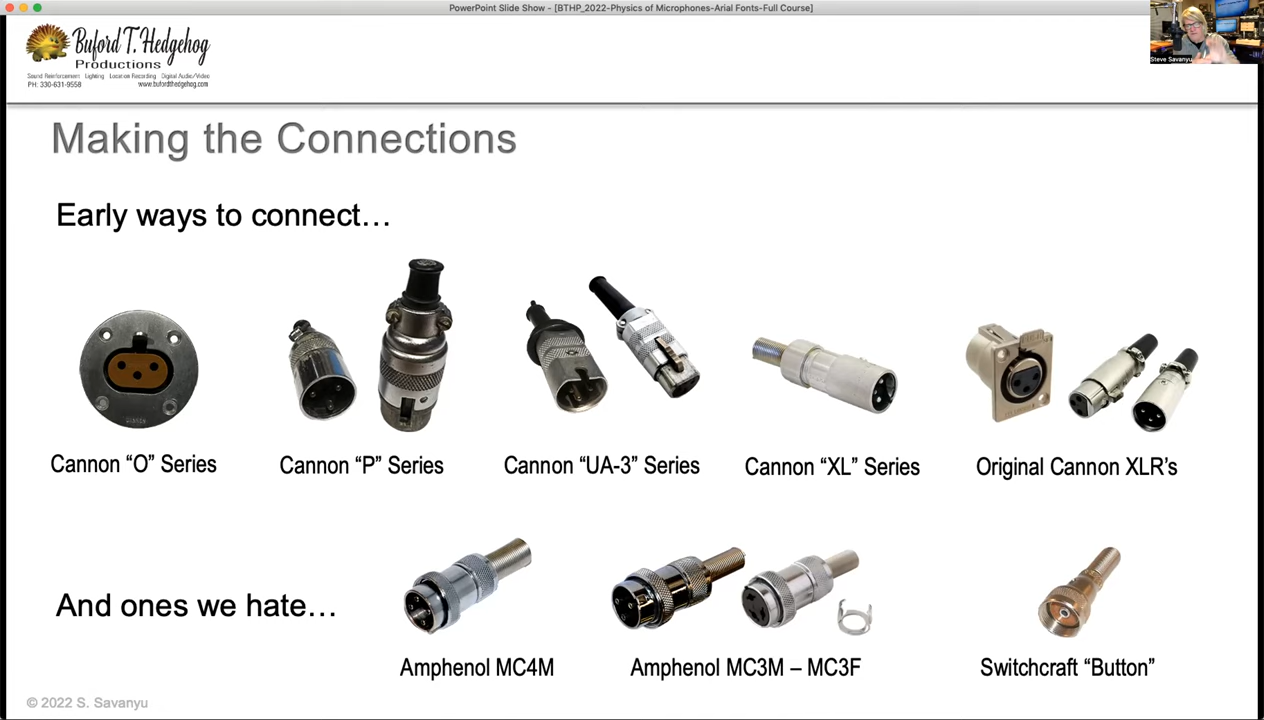 PowerPoint Slide Show - [BTHP_2022-Physics of Microphones-Arial Fonts-Full Course]
Buford T. Hedgehog
Productions
Sound Reinforcement Lighting Location Recording Digital Audio/Video
PH: 330-631-9558 www.bufordthedgehog.com
Steve Savanyu
Making the Connections
Early ways to connect…
Cannon “O” Series
Cannon “P” Series
Cannon “UA-3” Series
Cannon “XL” Series
Original Cannon XLR’s
And ones we hate…
Amphenol MC4M
Amphenol MC3M – MC3F
Switchcraft “Button”
© 2022 S. Savanyu